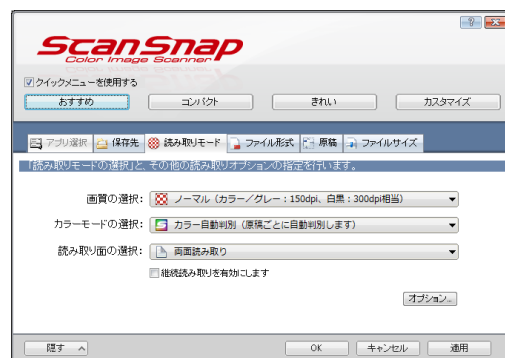 ScanSnap
Color Image Scanner
クイックメニューを使用する
おすすめ コンパクト きれい カスタマイズ
アプリ選択 保存先 読み取りモード ファイル形式 原稿 ファイルサイズ
「読み取りモードの選択」と、その他の読み取りオプションの指定を行います。
画質の選択: ノーマル（カラー／グレー：150dpi、白黒：300dpi相当）
カラーモードの選択: カラー自動判別（原稿ごとに自動判別します）
読み取り面の選択: 両面読み取り
継続読み取りを有効にします
オプション...
隠す OK キャンセル 適用